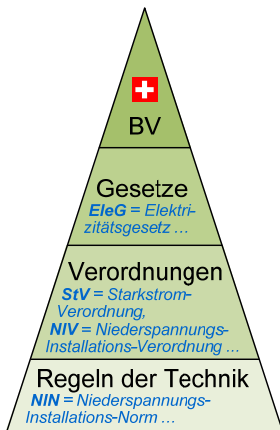 BV
Gesetze
EleG = Elektri-
zitätsgesetz ...
Verordnungen
StV = Starkstrom-
Verordnung,
NIV = Niederspannungs-
Installations-Verordnung ...
Regeln der Technik
NIN = Niederspannungs-
Installations-Norm ...